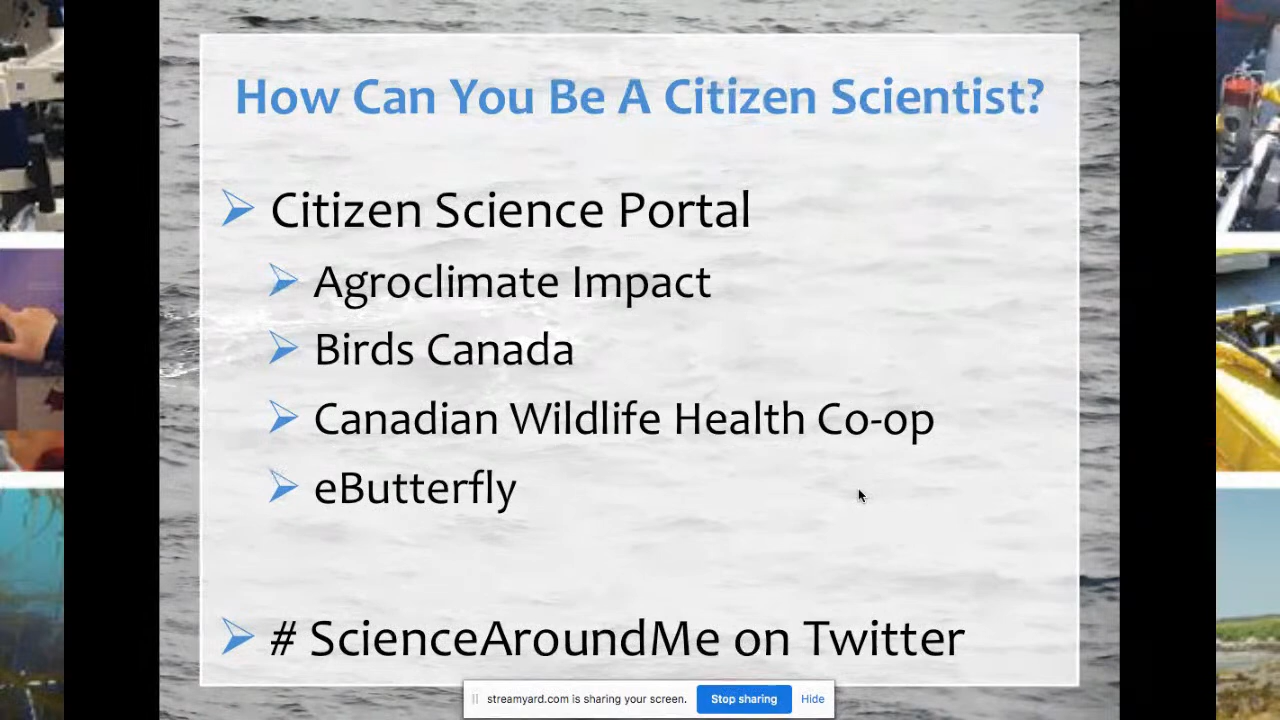 How Can You Be A Citizen Scientist?
Citizen Science Portal
Agroclimate Impact
Birds Canada
Canadian Wildlife Health Co-op
eButterfly
# ScienceAroundMe on Twitter
streamyard.com is sharing your screen. Stop sharing Hide